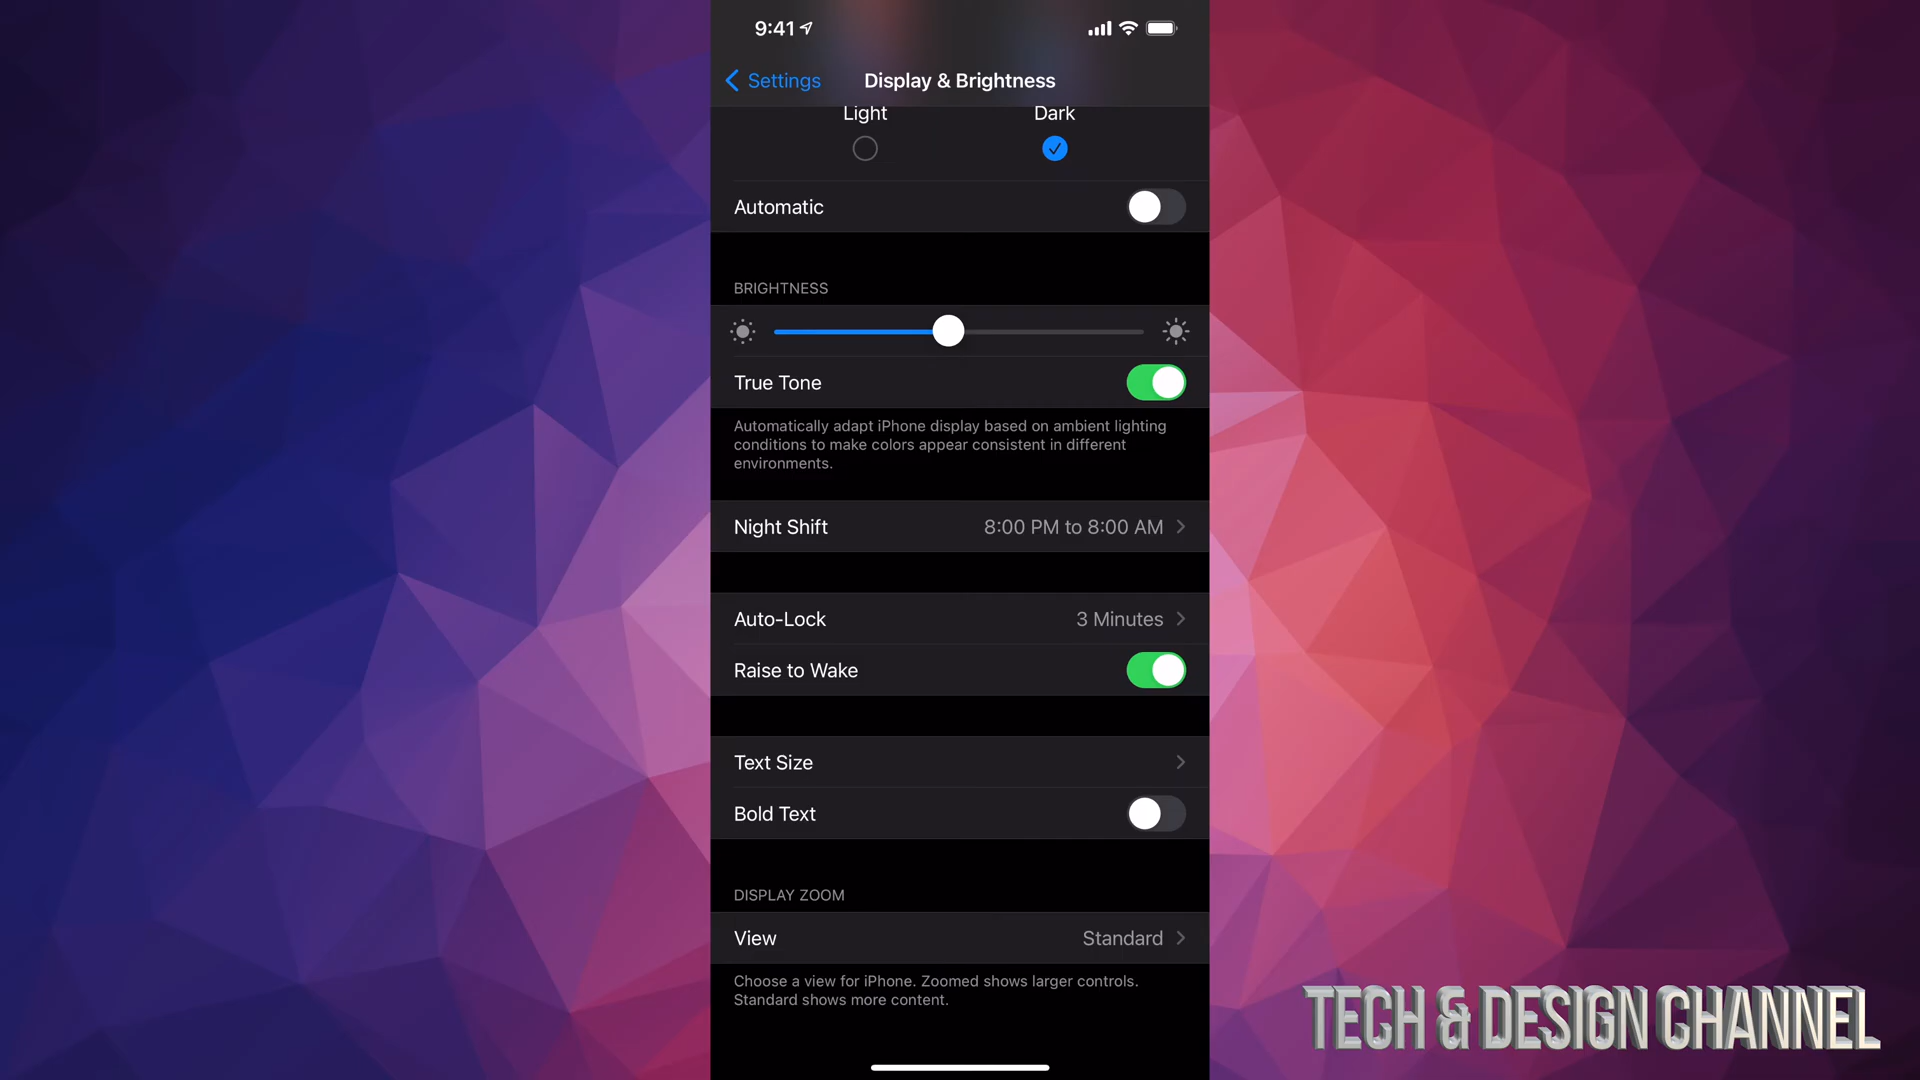 9:41
Settings
Display & Brightness
Light
Dark
Automatic
BRIGHTNESS
True Tone
Automatically adapt iPhone display based on ambient lighting
conditions to make colors appear consistent in different
environments.
Night Shift
8:00 PM to 8:00 AM
Auto-Lock
3 Minutes
Raise to Wake
Text Size
Bold Text
DISPLAY ZOOM
View
Standard
Choose a view for iPhone. Zoomed shows larger controls.
Standard shows more content.
TECH & DESIGN CHANNEL